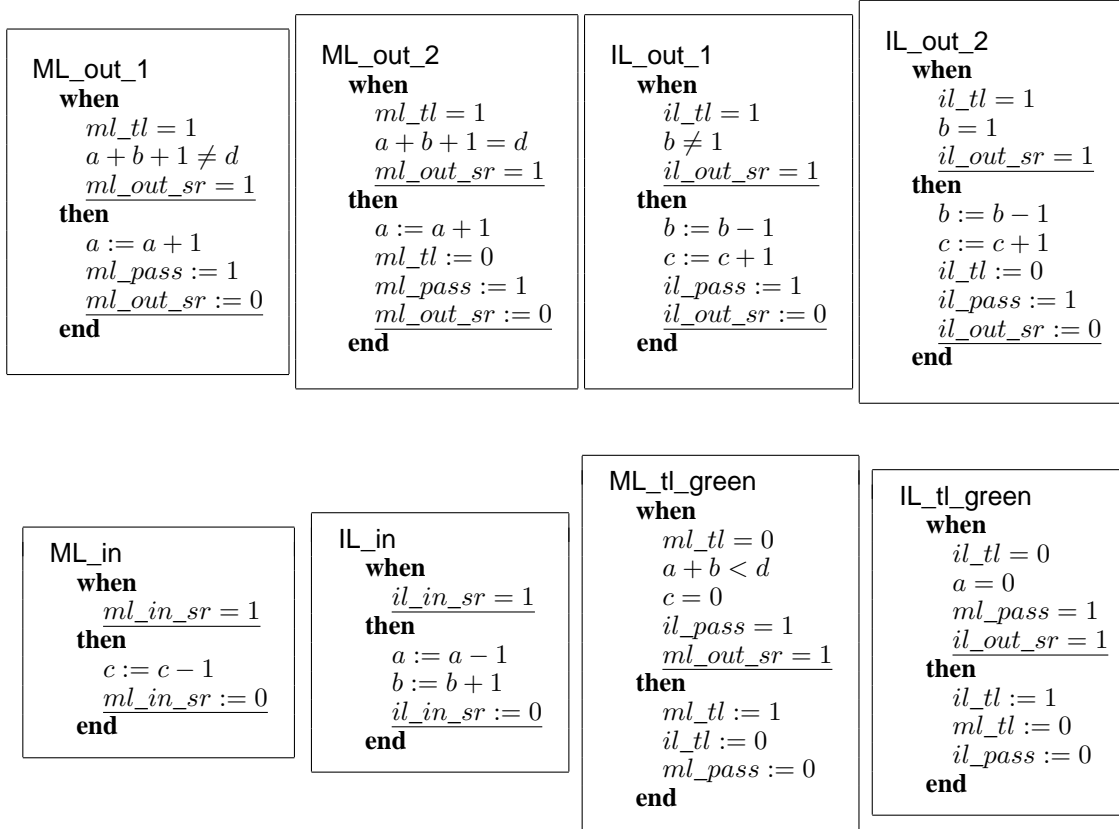 ML_out_1
when
ml_tl = 1
a + b + 1 ≠ d
ml_out_sr = 1
then
a := a + 1
ml_pass := 1
ml_out_sr := 0
end
ML_out_2
when
ml_tl = 1
a + b + 1 = d
ml_out_sr = 1
then
a := a + 1
ml_tl := 0
ml_pass := 1
ml_out_sr := 0
end
IL_out_1
when
il_tl = 1
b ≠ 1
il_out_sr = 1
then
b := b − 1
c := c + 1
il_pass := 1
il_out_sr := 0
end
IL_out_2
when
il_tl = 1
b = 1
il_out_sr = 1
then
b := b − 1
c := c + 1
il_tl := 0
il_pass := 1
il_out_sr := 0
end
ML_in
when
ml_in_sr = 1
then
c := c − 1
ml_in_sr := 0
end
IL_in
when
il_in_sr = 1
then
a := a − 1
b := b + 1
il_in_sr := 0
end
ML_tl_green
when
ml_tl = 0
a + b < d
c = 0
il_pass = 1
ml_out_sr = 1
then
ml_tl := 1
il_tl := 0
ml_pass := 0
end
IL_tl_green
when
il_tl = 0
a = 0
ml_pass = 1
il_out_sr = 1
then
il_tl := 1
ml_tl := 0
il_pass := 0
end